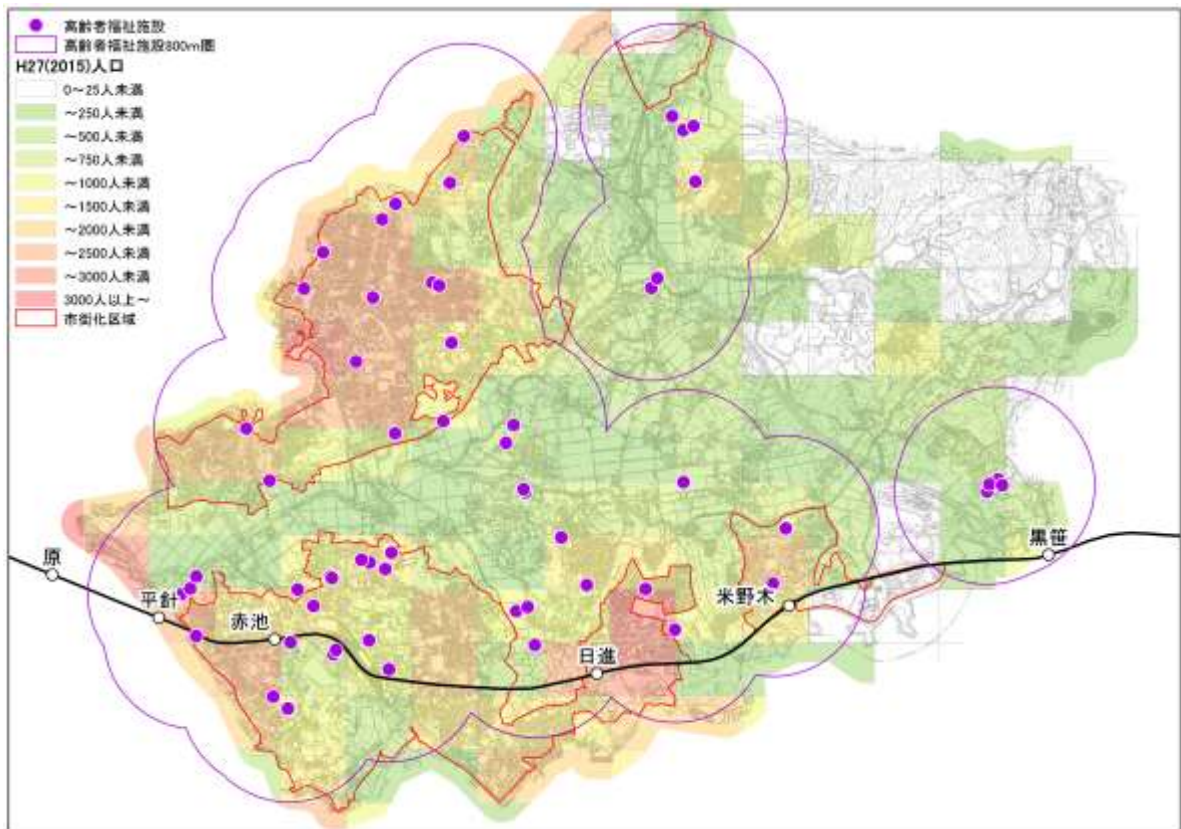 高齢者福祉施設
高齢者福祉施設800m圏
H27(2015)人口
0～25人未満
～250人未満
～500人未満
～750人未満
～1000人未満
～1500人未満
～2000人未満
～2500人未満
～3000人未満
3000人以上～
市街化区域
原
平針
赤池
日進
米野木
黒笹